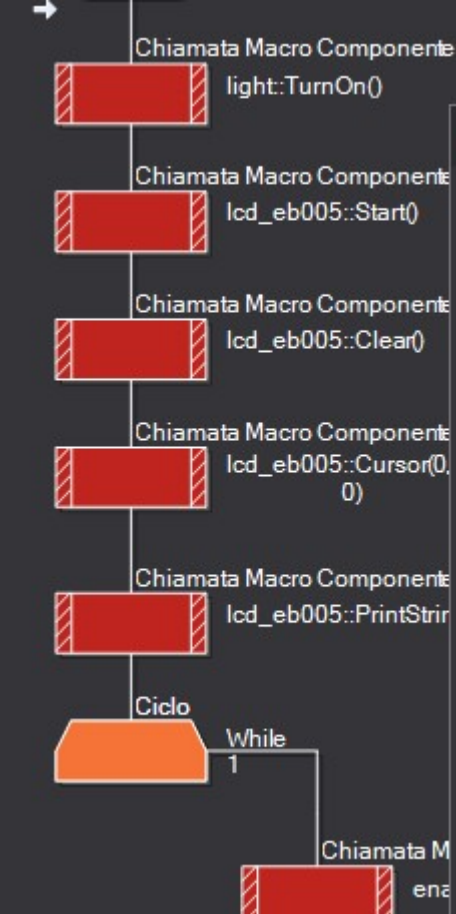 Chiamata Macro Componente
light::TurnOn()
Chiamata Macro Componente
lcd_eb005::Start()
Chiamata Macro Componente
lcd_eb005::Clear()
Chiamata Macro Componente
lcd_eb005::Cursor(0,
0)
Chiamata Macro Componente
lcd_eb005::PrintStrin
Ciclo
While
1
Chiamata M
ena